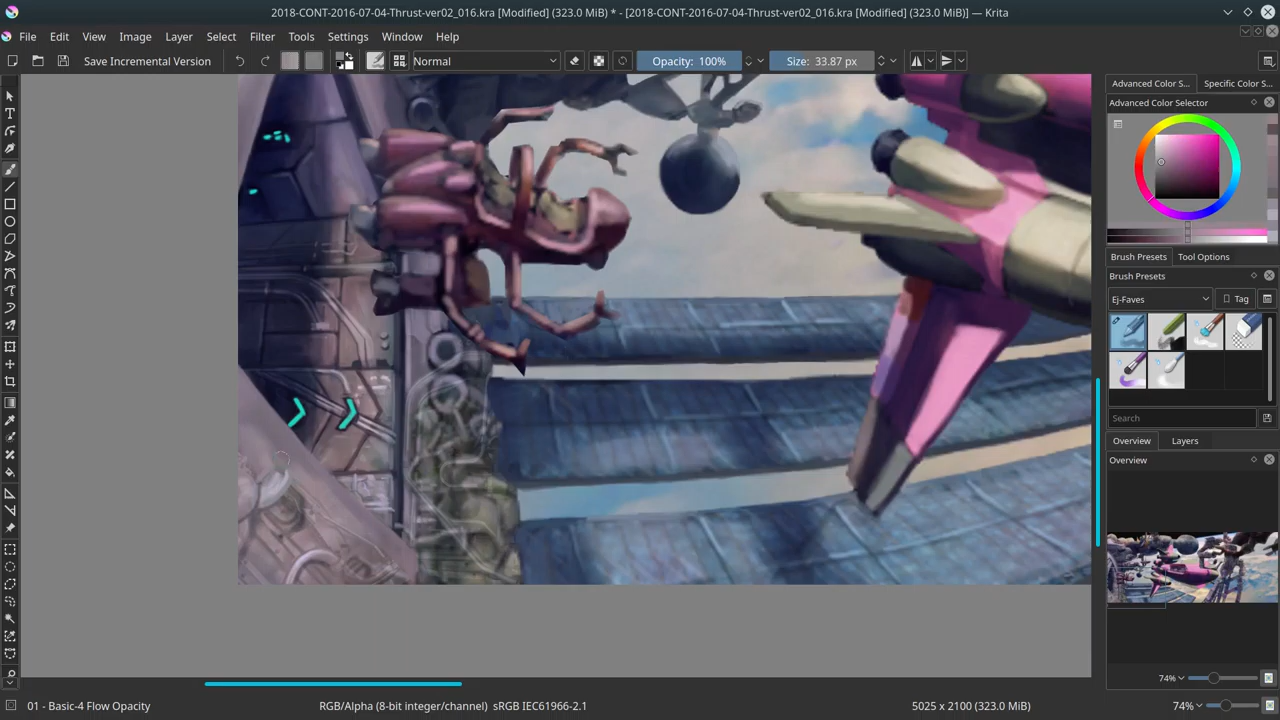 2018-CONT-2016-07-04-Thrust-ver02_016.kra [Modified] (323.0 MiB) * - [2018-CONT-2016-07-04-Thrust-ver02_016.kra [Modified] (323.0 MiB)] — Krita
File Edit View Image Layer Select Filter Tools Settings Window Help
Save Incremental Version Normal Opacity: 100% Size: 33.87 px
Advanced Color S... Specific Color S...
Advanced Color Selector
Brush Presets Tool Options
Brush Presets
Ej-Faves Tag
Search
Overview Layers
Overview
74%
01 - Basic-4 Flow Opacity RGB/Alpha (8-bit integer/channel) sRGB IEC61966-2.1 5025 x 2100 (323.0 MiB) 74%